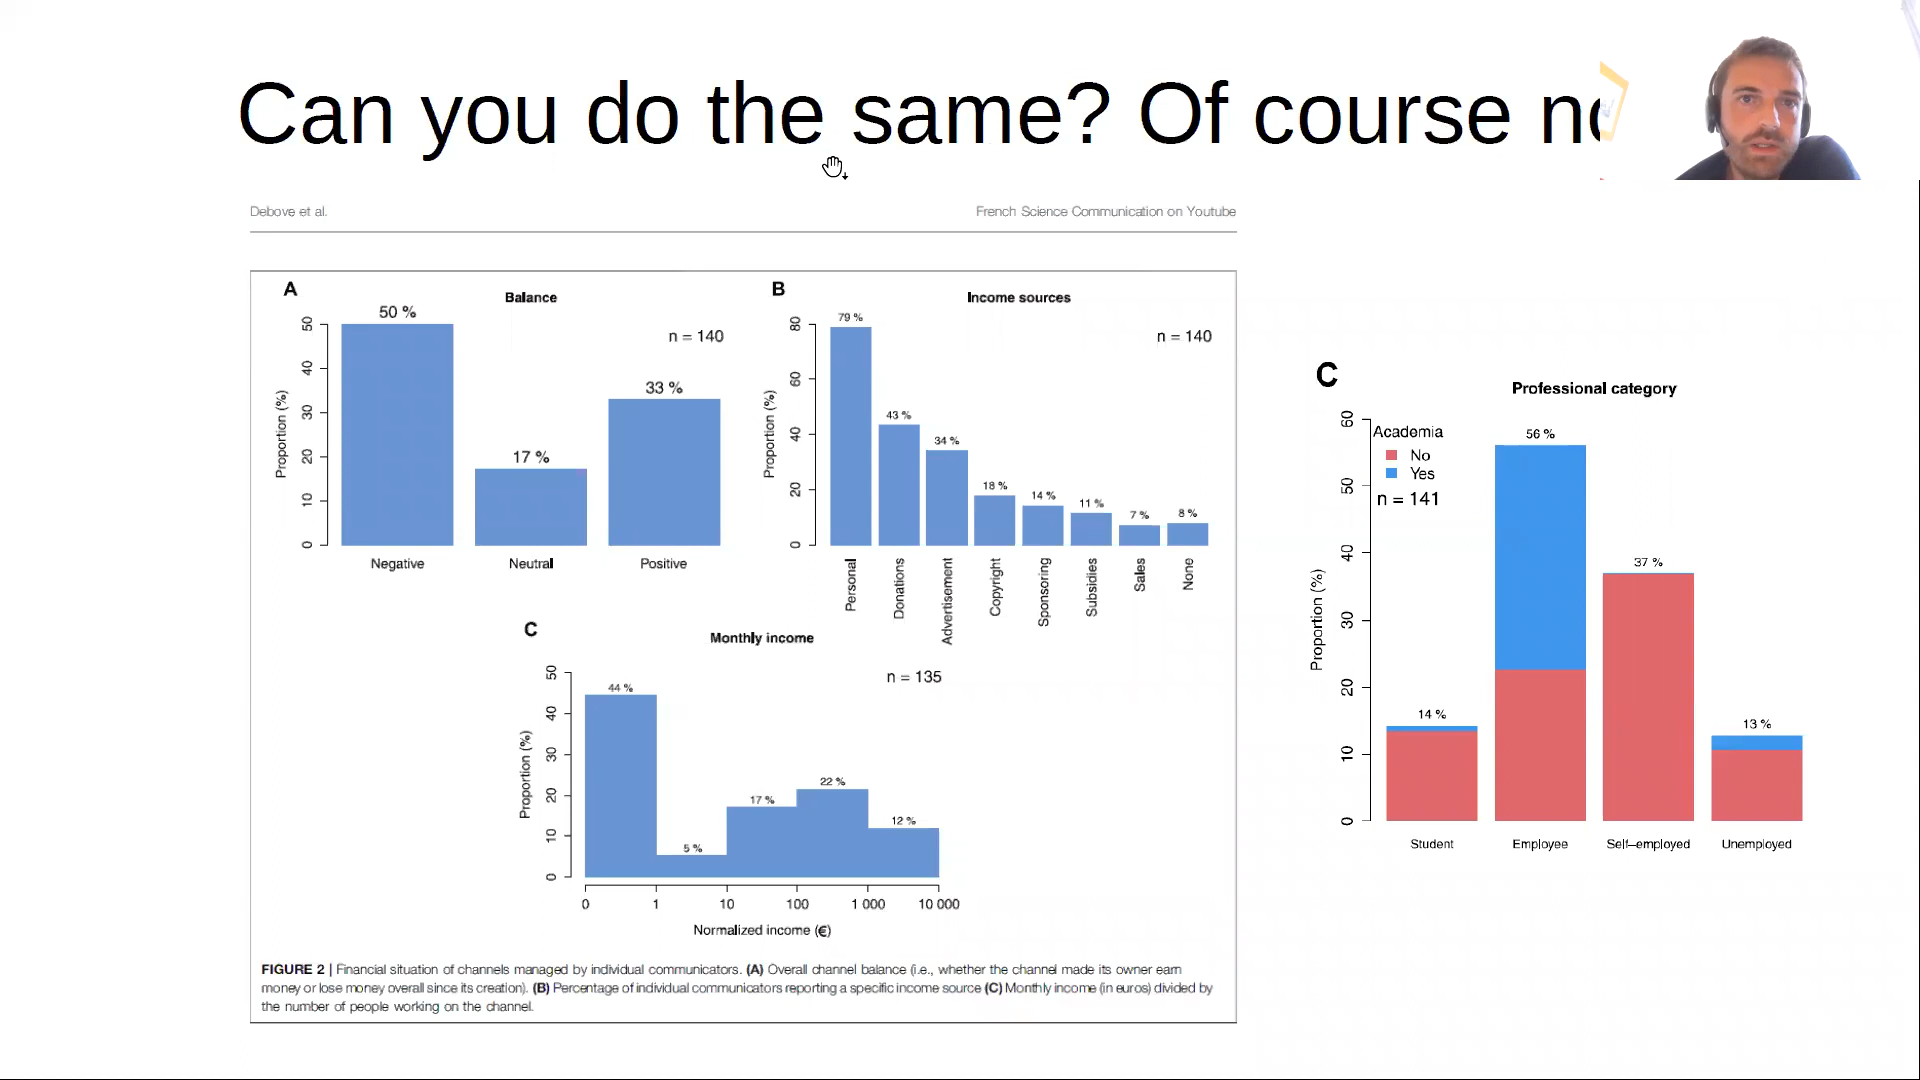 Can you do the same? Of course
Debove et al.
French Science Communication on Youtube
A
Balance
50 %
n = 140
33 %
17 %
Proportion (%)
50
40
30
20
10
0
Negative
Neutral
Positive
B
Income sources
79 %
n = 140
43 %
34 %
18 %
14 %
11 %
7 %
8 %
Proportion (%)
80
60
40
20
0
Personal
Donations
Advertisement
Copyright
Sponsoring
Subsidies
Sales
None
C
Monthly income
n = 135
44 %
5 %
17 %
22 %
12 %
Proportion (%)
50
40
30
20
10
0
0
1
10
100
1 000
10 000
Normalized income (€)
FIGURE 2 | Financial situation of channels managed by individual communicators. (A) Overall channel balance (i.e., whether the channel made its owner earn
money or lose money overall since its creation). (B) Percentage of individual communicators reporting a specific income source (C) Monthly income (in euros) divided by
the number of people working on the channel.
C
Professional category
Academia
No
Yes
n = 141
14 %
56 %
37 %
13 %
Proportion (%)
60
50
40
30
20
10
0
Student
Employee
Self–employed
Unemployed